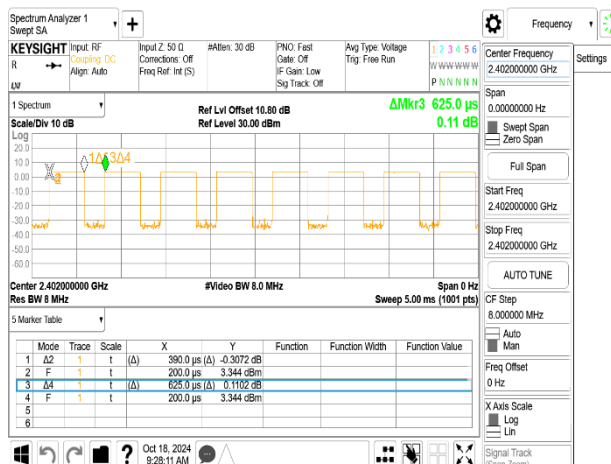 Spectrum Analyzer 1
Swept SA
Frequency
KEYSIGHT Input: RF Input Z: 50 Ω #Atten: 30 dB PNO: Fast Avg Type: Voltage 1 2 3 4 5 6
R Coupling: DC Corrections: Off Gate: Off Trig: Free Run W W W W W W
Align: Auto Freq Ref: Int (S) IF Gain: Low
Sig Track: Off P N N N N N
Center Frequency
2.402000000 GHz
Settings
Span
0.00000000 Hz
Swept Span
Zero Span
Full Span
Start Freq
2.402000000 GHz
Stop Freq
2.402000000 GHz
AUTO TUNE
CF Step
8.000000 MHz
Auto
Man
Freq Offset
0 Hz
X Axis Scale
Log
Lin
Signal Track
(Span Zoom)
1 Spectrum Ref Lvl Offset 10.80 dB ΔMkr3 625.0 µs
Scale/Div 10 dB Ref Level 30.00 dBm 0.11 dB
Log
20.0
10.0
0.00
-10.0
-20.0
-30.0
-40.0
-50.0
-60.0
Center 2.402000000 GHz #Video BW 8.0 MHz Span 0 Hz
Res BW 8 MHz Sweep 5.00 ms (1001 pts)
5 Marker Table
Mode Trace Scale X Y Function Function Width Function Value
1 Δ2 1 t (Δ) 390.0 µs (Δ) -0.3072 dB
2 F 1 t 200.0 µs 3.344 dBm
3 Δ4 1 t (Δ) 625.0 µs (Δ) 0.1102 dB
4 F 1 t 200.0 µs 3.344 dBm
5
6
? Oct 18, 2024
9:28:11 AM